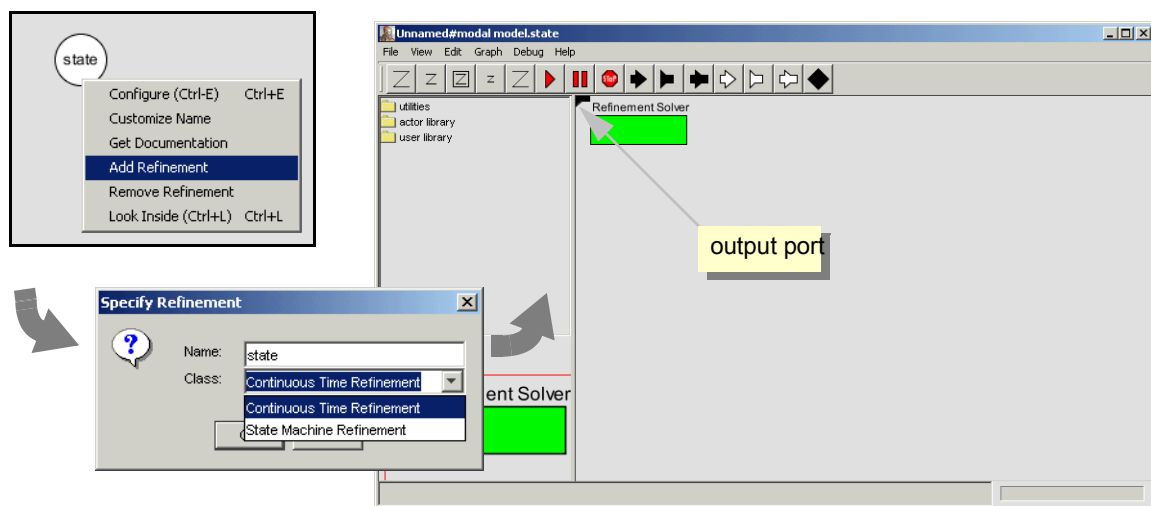 state
Configure (Ctrl-E) Ctrl+E
Customize Name
Get Documentation
Add Refinement
Remove Refinement
Look Inside (Ctrl+L) Ctrl+L
Unnamed#modal model.state
File View Edit Graph Debug Help
STOP
utilities
actor library
user library
Refinement Solver
output port
Specify Refinement
?
Name: state
Class: Continuous Time Refinement
Continuous Time Refinement
State Machine Refinement
ent Solver